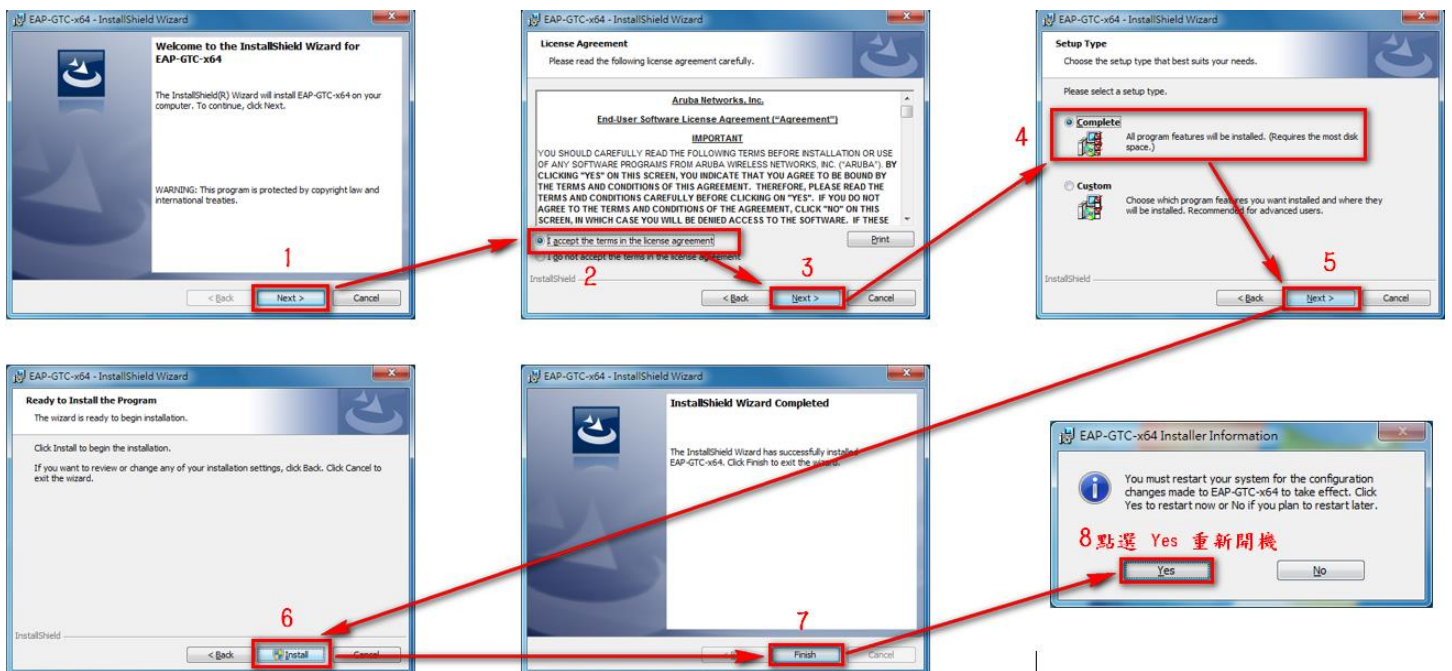 EAP-GTC-x64 - InstallShield Wizard
Welcome to the InstallShield Wizard for
EAP-GTC-x64
The InstallShield(R) Wizard will install EAP-GTC-x64 on your
computer. To continue, click Next.
WARNING: This program is protected by copyright law and
international treaties.
1
< Back
Next >
Cancel
EAP-GTC-x64 - InstallShield Wizard
License Agreement
Please read the following license agreement carefully.
Aruba Networks, Inc.
End-User Software License Agreement ("Agreement")
IMPORTANT
YOU SHOULD CAREFULLY READ THE FOLLOWING TERMS BEFORE INSTALLATION OR USE
OF ANY SOFTWARE PROGRAMS FROM ARUBA WIRELESS NETWORKS, INC. ("ARUBA"). BY
CLICKING "YES" ON THIS SCREEN, YOU INDICATE THAT YOU AGREE TO BE BOUND BY
THE TERMS AND CONDITIONS OF THIS AGREEMENT. THEREFORE, PLEASE READ THE
TERMS AND CONDITIONS CAREFULLY BEFORE CLICKING ON "YES". IF YOU DO NOT
AGREE TO THE TERMS AND CONDITIONS OF THE AGREEMENT, CLICK "NO" ON THIS
SCREEN, IN WHICH CASE YOU WILL BE DENIED ACCESS TO THE SOFTWARE. IF THESE
I accept the terms in the license agreement
Print
I do not accept the terms in the license agreement
2
3
InstallShield
< Back
Next >
Cancel
EAP-GTC-x64 - InstallShield Wizard
Setup Type
Choose the setup type that best suits your needs.
Please select a setup type.
4
Complete
All program features will be installed. (Requires the most disk
space.)
Custom
Choose which program features you want installed and where they
will be installed. Recommended for advanced users.
5
InstallShield
< Back
Next >
Cancel
EAP-GTC-x64 - InstallShield Wizard
Ready to Install the Program
The wizard is ready to begin installation.
Click Install to begin the installation.
If you want to review or change any of your installation settings, click Back. Click Cancel to
exit the wizard.
6
InstallShield
< Back
Install
Cancel
EAP-GTC-x64 - InstallShield Wizard
InstallShield Wizard Completed
The InstallShield Wizard has successfully installed
EAP-GTC-x64. Click Finish to exit the wizard.
7
Finish
Cancel
EAP-GTC-x64 Installer Information
You must restart your system for the configuration
changes made to EAP-GTC-x64 to take effect. Click
Yes to restart now or No if you plan to restart later.
8點選 Yes 重新開機
Yes
No